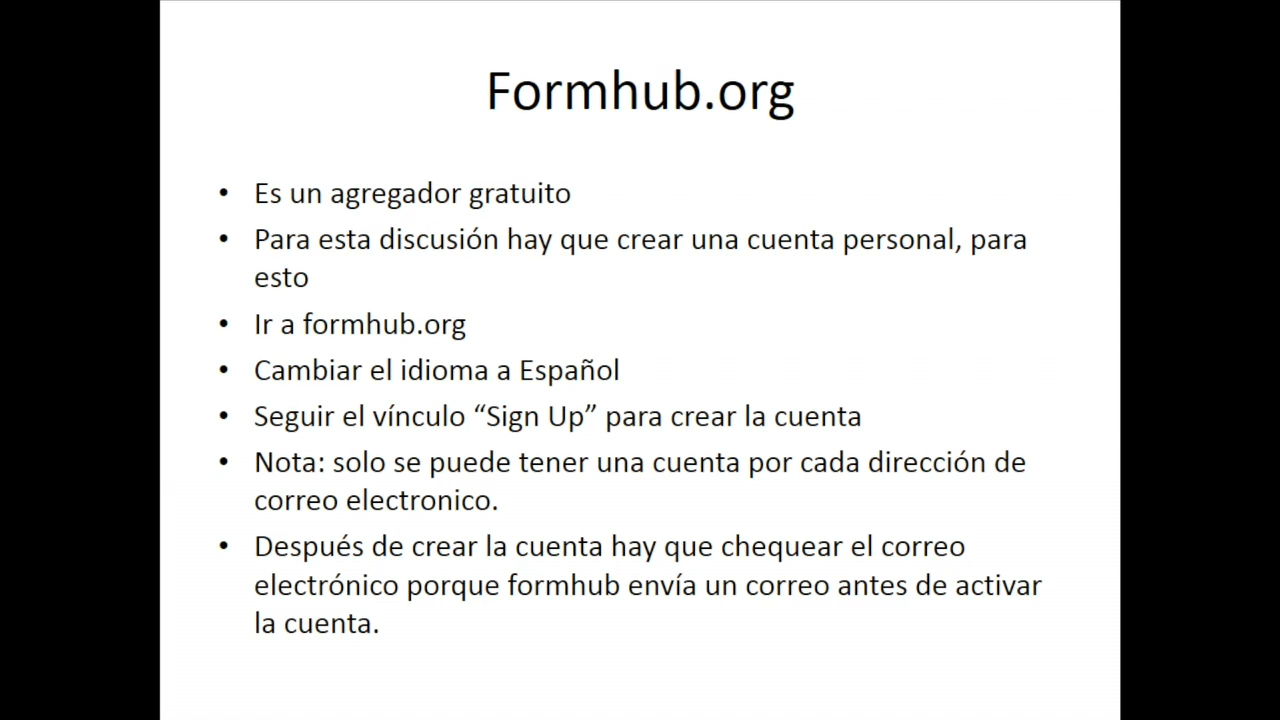 Formhub.org
• Es un agregador gratuito
• Para esta discusión hay que crear una cuenta personal, para
esto
• Ir a formhub.org
• Cambiar el idioma a Español
• Seguir el vínculo “Sign Up” para crear la cuenta
• Nota: solo se puede tener una cuenta por cada dirección de
correo electronico.
• Después de crear la cuenta hay que chequear el correo
electrónico porque formhub envía un correo antes de activar
la cuenta.